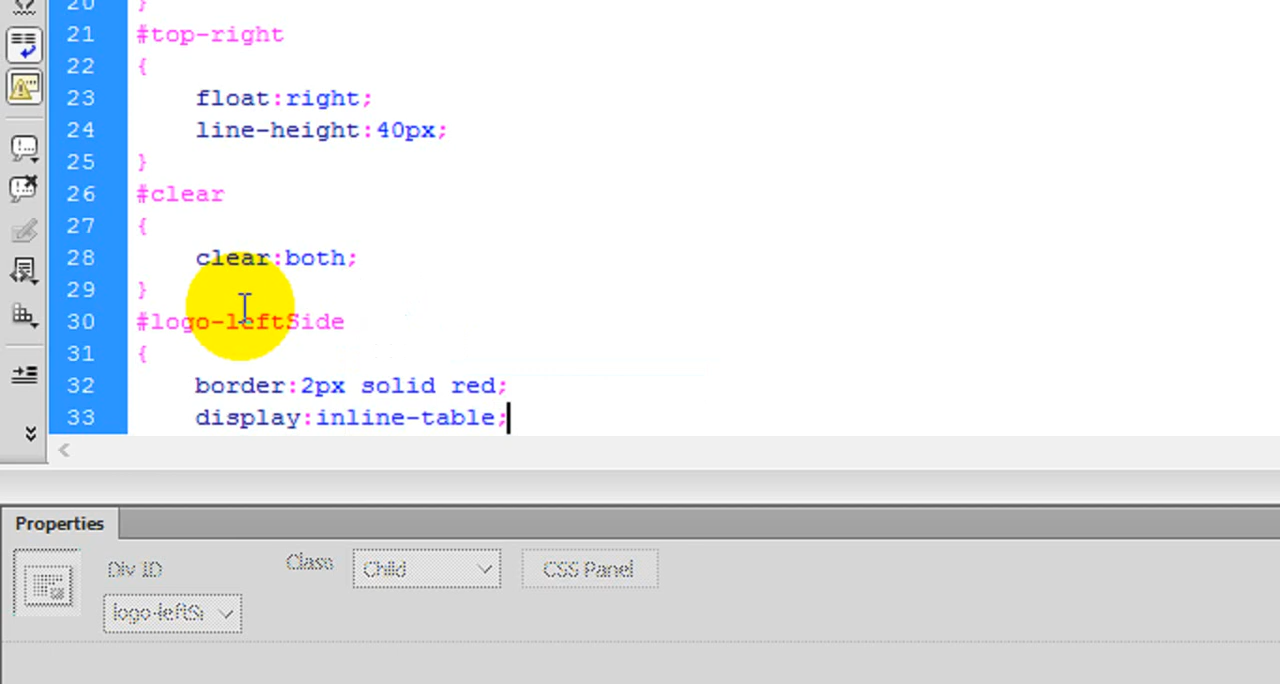 20 }
21 #top-right
22 {
23 float:right;
24 line-height:40px;
25 }
26 #clear
27 {
28 clear:both;
29 }
30 #logo-leftSide
31 {
32 border:2px solid red;
33 display:inline-table;
Properties
Div ID
Class Child CSS Panel
logo-leftSi